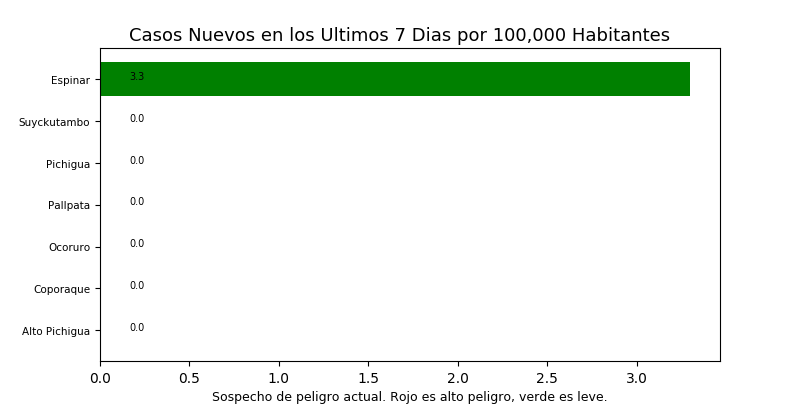 Casos Nuevos en los Ultimos 7 Dias por 100,000 Habitantes
Espinar 3.3
Suyckutambo 0.0
Pichigua 0.0
Pallpata 0.0
Ocoruro 0.0
Coporaque 0.0
Alto Pichigua 0.0
0.0 0.5 1.0 1.5 2.0 2.5 3.0
Sospecho de peligro actual. Rojo es alto peligro, verde es leve.